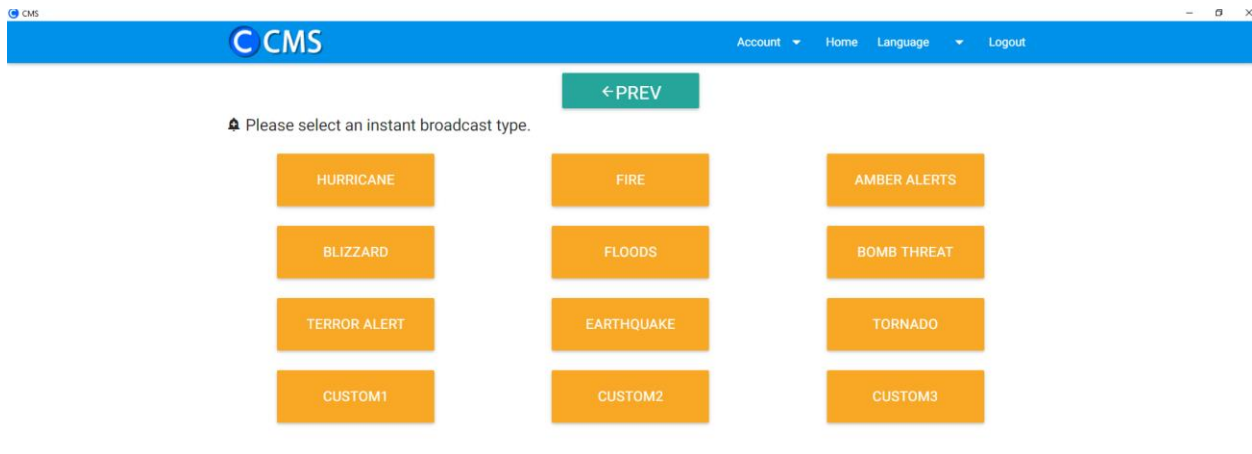 CMS
CMS Account Home Language Logout
←PREV
Please select an instant broadcast type.
HURRICANE FIRE AMBER ALERTS
BLIZZARD FLOODS BOMB THREAT
TERROR ALERT EARTHQUAKE TORNADO
CUSTOM1 CUSTOM2 CUSTOM3